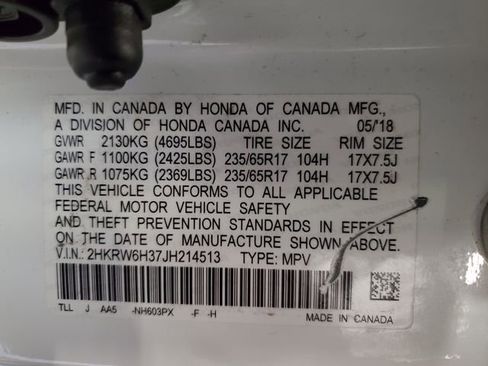 MFD. IN CANADA BY HONDA OF CANADA MFG.,
A DIVISION OF HONDA CANADA INC. 05/'18
GVWR 2130KG (4695LBS) TIRE SIZE RIM SIZE
GAWR F 1100KG (2425LBS) 235/65R17 104H 17X7.5J
GAWR R 1075KG (2369LBS) 235/65R17 104H 17X7.5J
THIS VEHICLE CONFORMS TO ALL APPLICABLE
FEDERAL MOTOR VEHICLE SAFETY
AND THEFT PREVENTION STANDARDS IN EFFECT
ON THE DATE OF MANUFACTURE SHOWN ABOVE.
V.I.N.: 2HKRW6H37JH214513 TYPE: MPV
TLL J AA5 -NH603PX -F -H
MADE IN CANADA